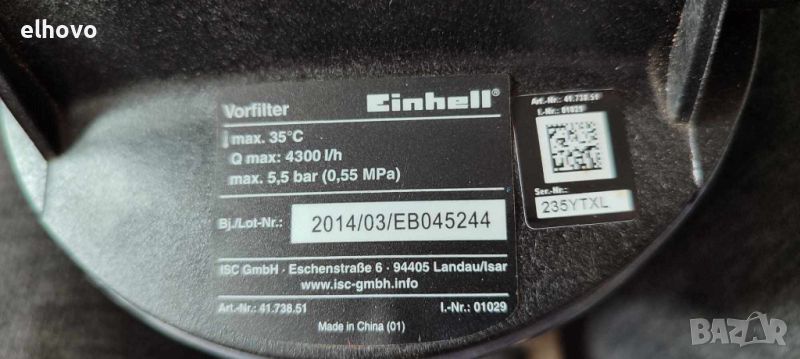 elhovo
Vorfilter
Einhell®
max. 35°C
Q max: 4300 l/h
max. 5,5 bar (0,55 MPa)
Bj./Lot-Nr.:
2014/03/EB045244
ISC GmbH · Eschenstraße 6 · 94405 Landau/Isar
www.isc-gmbh.info
Art.-Nr.: 41.738.51
I.-Nr.: 01029
Made in China (01)
Art.-Nr.: 41.738.51
I.-Nr.: 01029
Ser.-Nr.:
235YTXL
BAZAR
bg